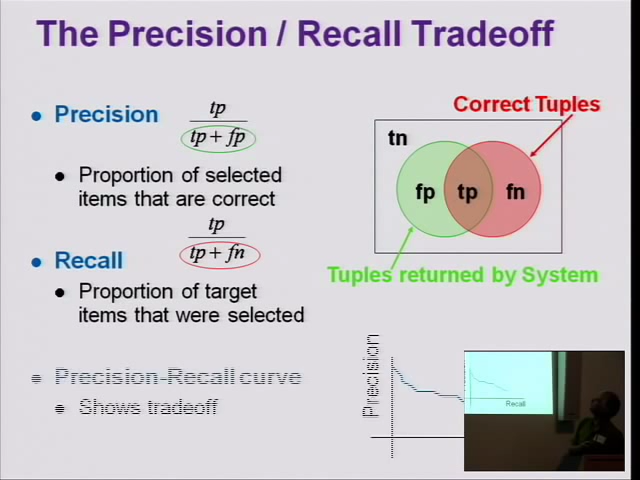 The Precision / Recall Tradeoff
Precision
tp
tp + fp
Proportion of selected
items that are correct
Recall
tp
tp + fn
Proportion of target
items that were selected
Precision-Recall curve
Shows tradeoff
Correct Tuples
tn
fp
tp
fn
Tuples returned by System
Precision
Recall